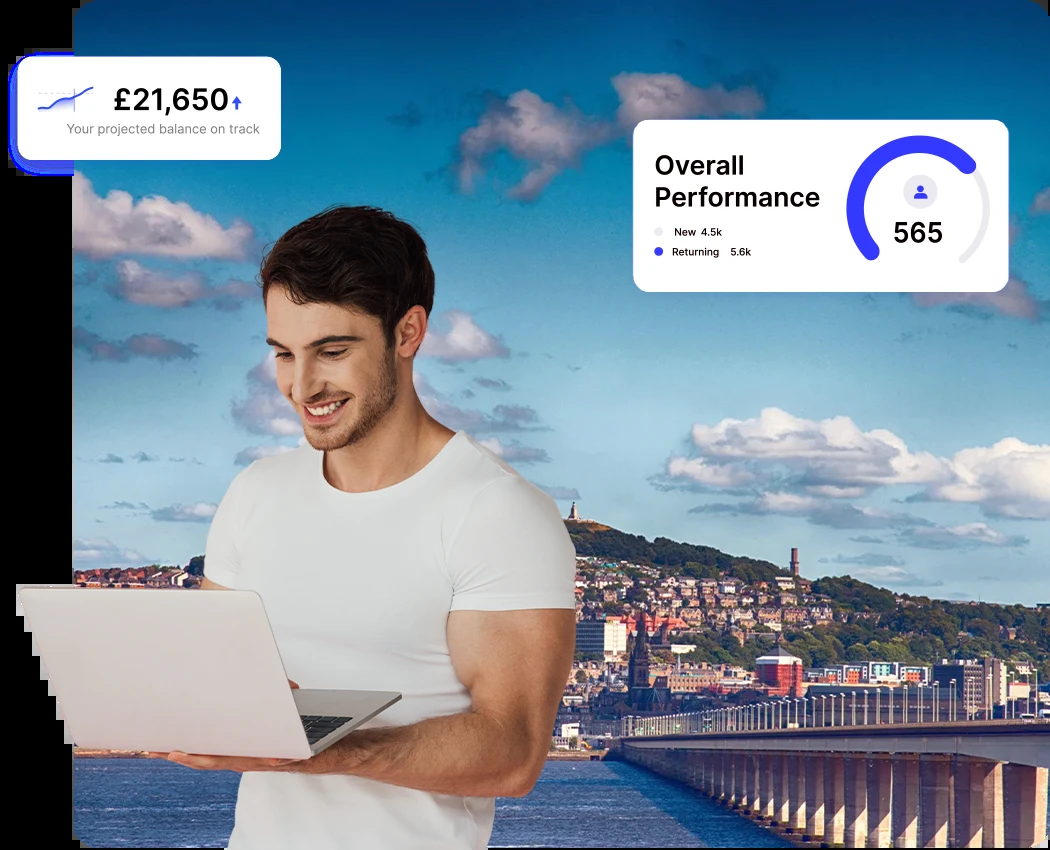 £21,650
Your projected balance on track
Overall
Performance
New 4.5k
Returning 5.6k
565